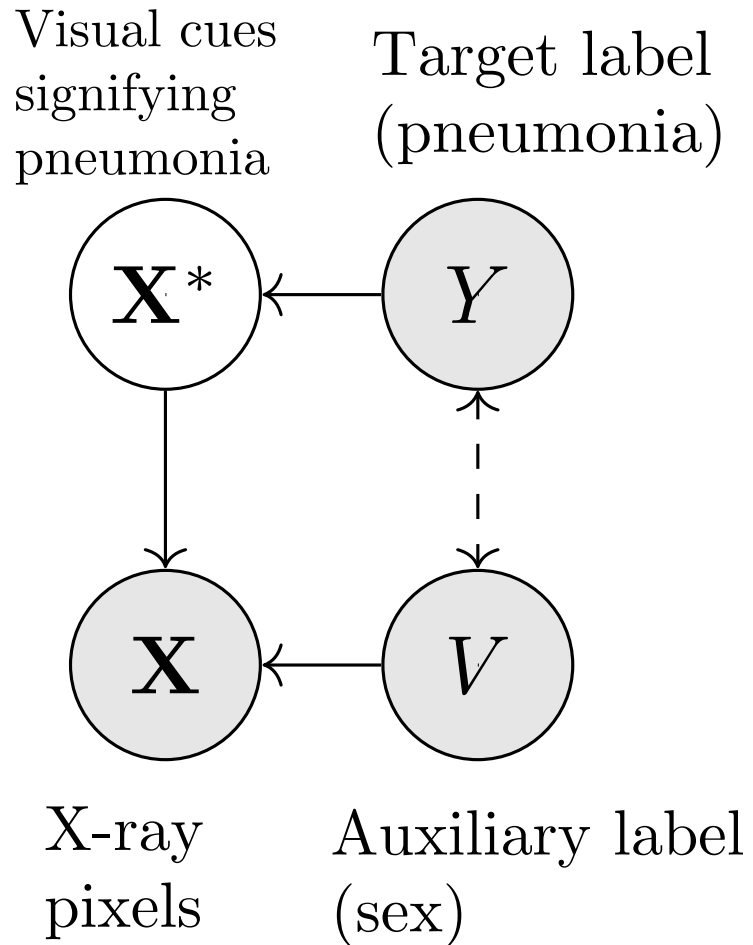 Visual cues
signifying
pneumonia
Target label
(pneumonia)
X*
Y
X
V
X-ray
pixels
Auxiliary label
(sex)